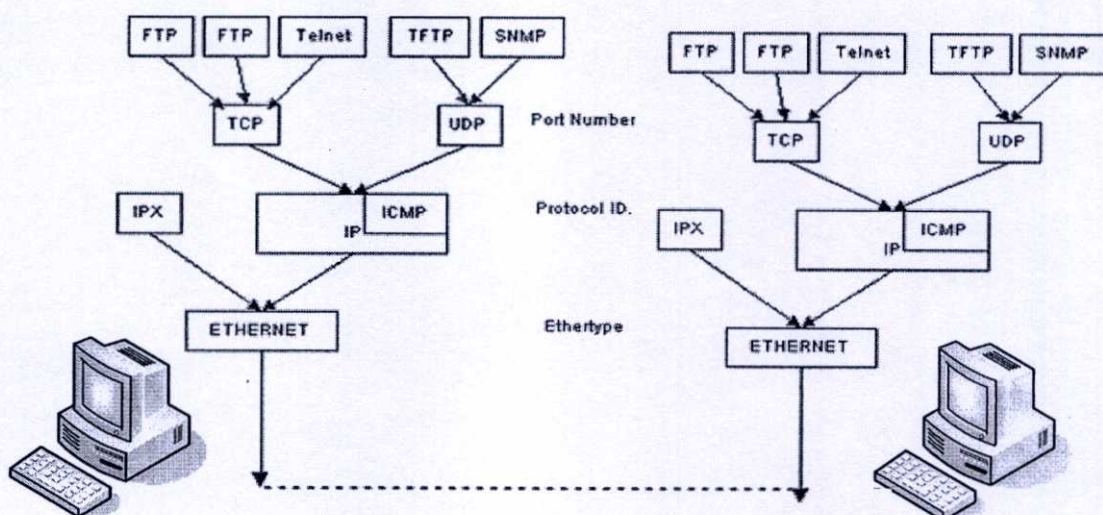 FTP FTP Telnet TFTP SNMP
FTP FTP Telnet TFTP SNMP
TCP UDP Port Number
TCP UDP
IPX ICMP Protocol ID.
IP
IPX ICMP
IP
ETHERNET Ethertype
ETHERNET